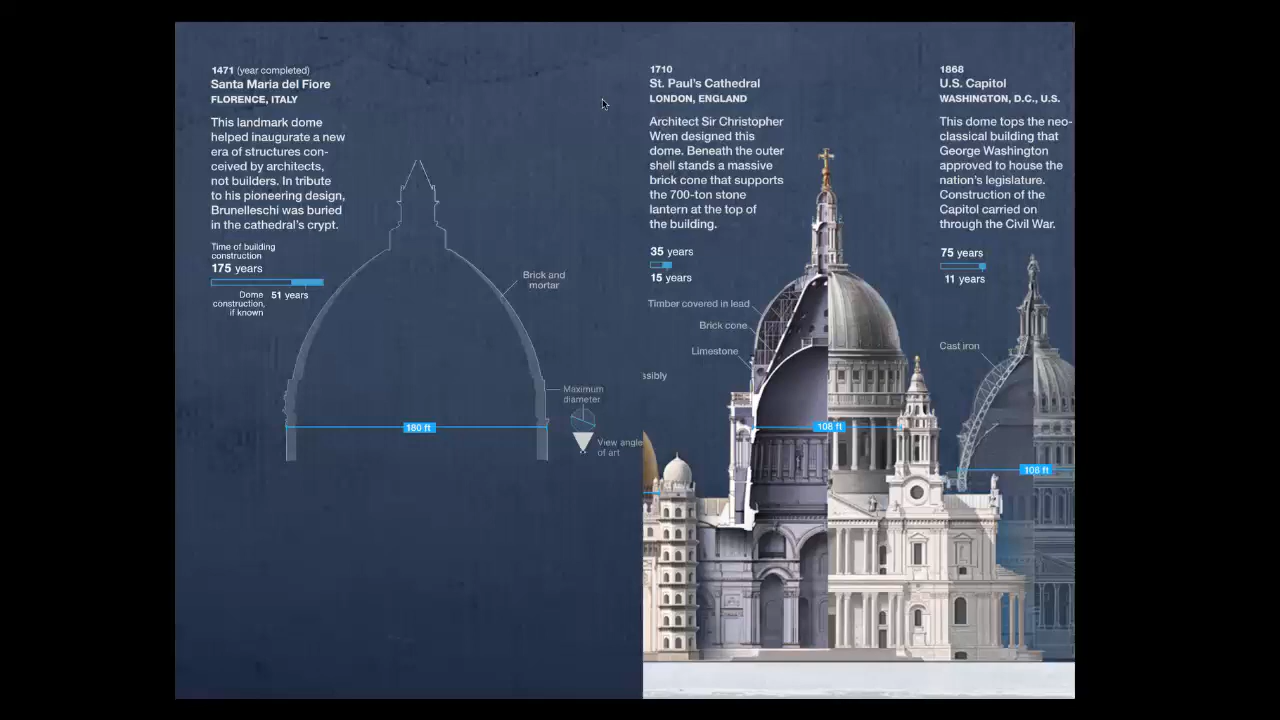 1471 (year completed)
Santa Maria del Fiore
FLORENCE, ITALY
This landmark dome
helped inaugurate a new
era of structures con-
ceived by architects,
not builders. In tribute
to his pioneering design,
Brunelleschi was buried
in the cathedral's crypt.
Time of building
construction
175 years
Dome
construction,
if known
51 years
Brick and
mortar
Maximum
diameter
180 ft
View angle
of art
1710
St. Paul's Cathedral
LONDON, ENGLAND
Architect Sir Christopher
Wren designed this
dome. Beneath the outer
shell stands a massive
brick cone that supports
the 700-ton stone
lantern at the top of
the building.
35 years
15 years
Timber covered in lead
Brick cone
Limestone
ssibly
108 ft
1868
U.S. Capitol
WASHINGTON, D.C., U.S.
This dome tops the neo-
classical building that
George Washington
approved to house the
nation's legislature.
Construction of the
Capitol carried on
through the Civil War.
75 years
11 years
Cast iron
108 ft